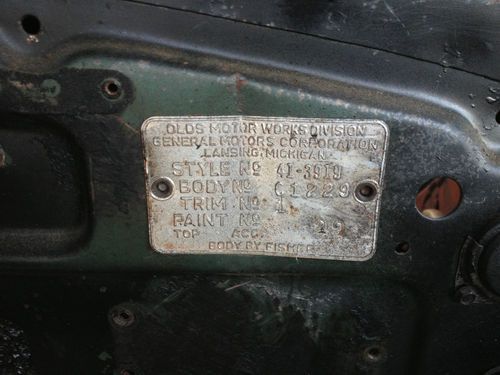 OLDS MOTOR WORKS DIVISION
GENERAL MOTORS CORPORATION
LANSING, MICHIGAN
STYLE NO 41-3919
BODY NO C1229
TRIM NO 1
PAINT NO
TOP ACC.
BODY BY FISHER